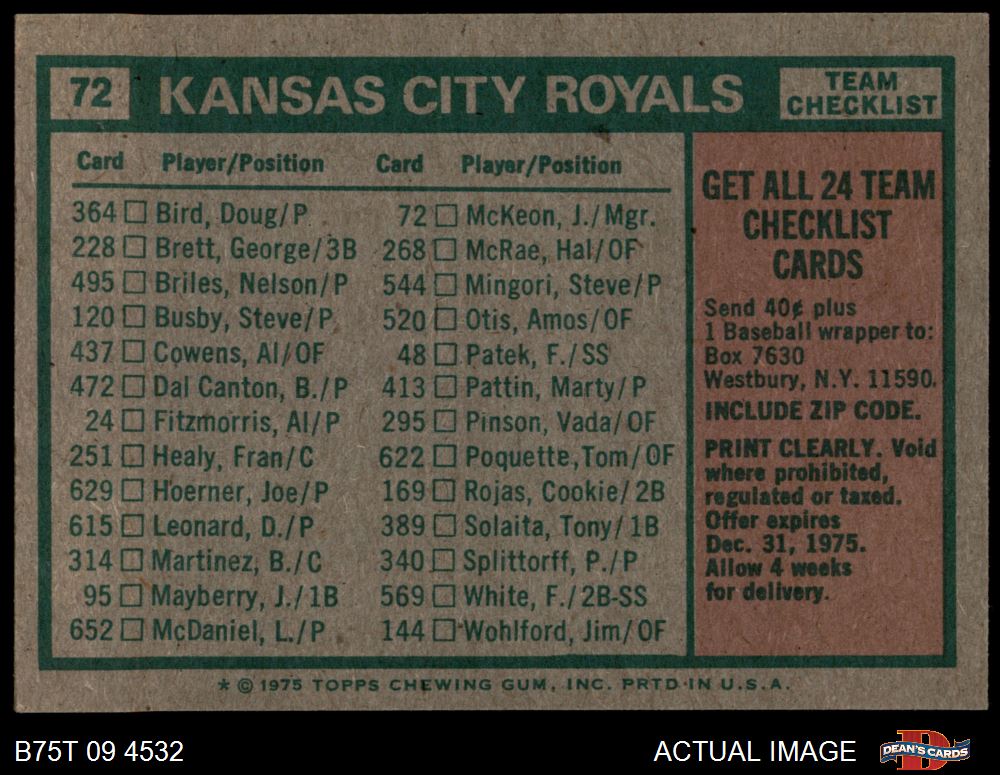 72 KANSAS CITY ROYALS TEAM CHECKLIST
Card Player/Position Card Player/Position
364 □ Bird, Doug/P 72 □ McKeon, J./Mgr.
228 □ Brett, George/3B 268 □ McRae, Hal/OF
495 □ Briles, Nelson/P 544 □ Mingori, Steve/P
120 □ Busby, Steve/P 520 □ Otis, Amos/OF
437 □ Cowens, Al/OF 48 □ Patek, F./SS
472 □ Dal Canton, B./P 413 □ Pattin, Marty/P
24 □ Fitzmorris, Al/P 295 □ Pinson, Vada/OF
251 □ Healy, Fran/C 622 □ Poquette,Tom/OF
629 □ Hoerner, Joe/P 169 □ Rojas, Cookie/2B
615 □ Leonard, D./P 389 □ Solaita, Tony/1B
314 □ Martinez, B./C 340 □ Splittorff, P./P
95 □ Mayberry, J./1B 569 □ White, F./2B-SS
652 □ McDaniel, L./P 144 □ Wohlford, Jim/OF
GET ALL 24 TEAM
CHECKLIST
CARDS
Send 40¢ plus
1 Baseball wrapper to:
Box 7630
Westbury, N.Y. 11590.
INCLUDE ZIP CODE.
PRINT CLEARLY. Void
where prohibited,
regulated or taxed.
Offer expires
Dec. 31, 1975.
Allow 4 weeks
for delivery.
* © 1975 TOPPS CHEWING GUM, INC. PRTD·IN U.S.A.
B75T 09 4532 ACTUAL IMAGE DEAN'S CARDS